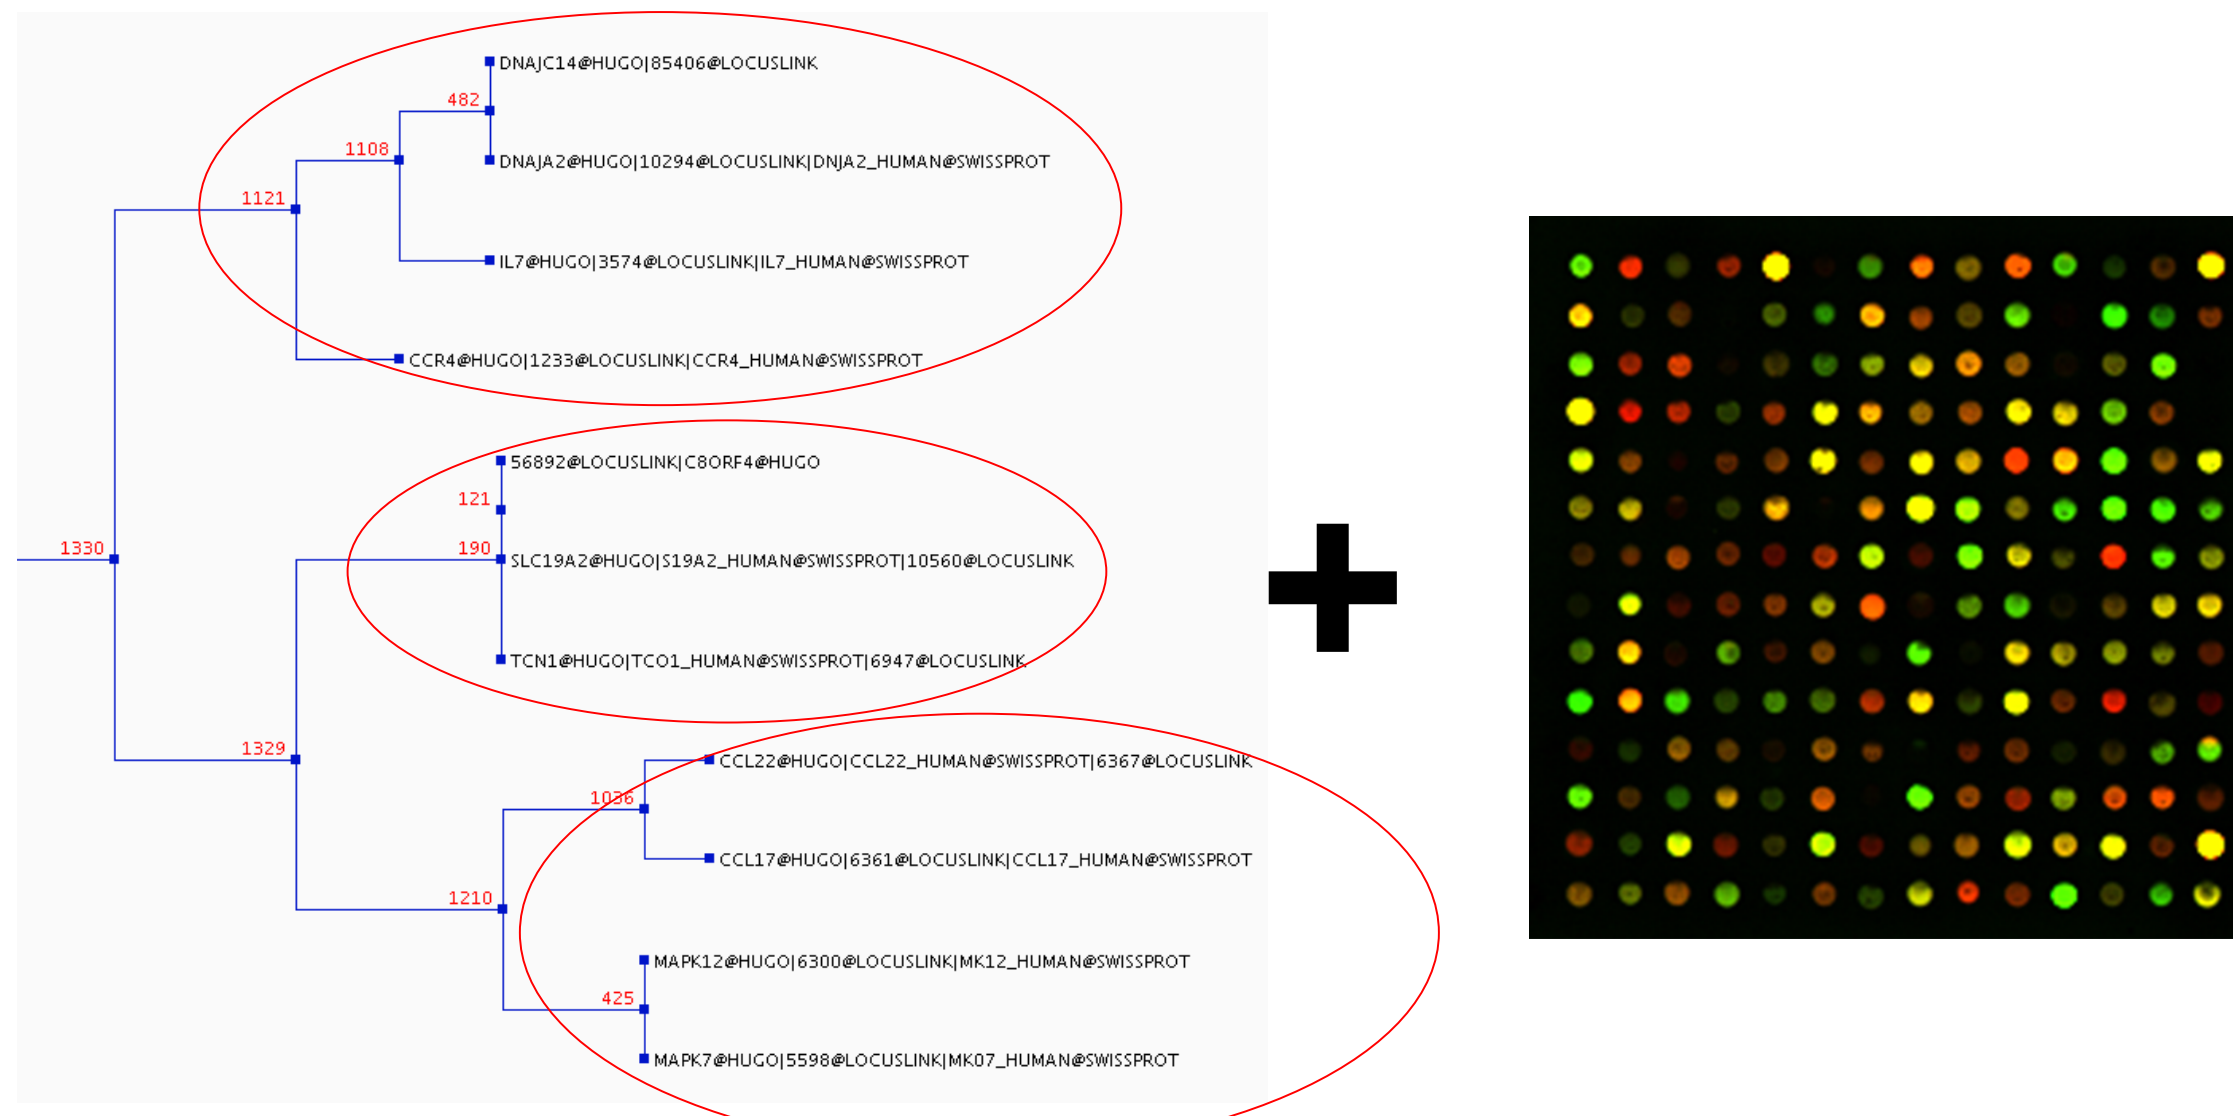 DNAJC14@HUGO|85406@LOCUSLINK
482
1108
DNAJA2@HUGO|10294@LOCUSLINK|DNJA2_HUMAN@SWISSPROT
1121
IL7@HUGO|3574@LOCUSLINK|IL7_HUMAN@SWISSPROT
CCR4@HUGO|1233@LOCUSLINK|CCR4_HUMAN@SWISSPROT
56892@LOCUSLINK|C8ORF4@HUGO
121
1330
190
SLC19A2@HUGO|S19A2_HUMAN@SWISSPROT|10560@LOCUSLINK
TCN1@HUGO|TCO1_HUMAN@SWISSPROT|6947@LOCUSLINK
1329
CCL22@HUGO|CCL22_HUMAN@SWISSPROT|6367@LOCUSLINK
1036
CCL17@HUGO|6361@LOCUSLINK|CCL17_HUMAN@SWISSPROT
1210
MAPK12@HUGO|6300@LOCUSLINK|MK12_HUMAN@SWISSPROT
425
MAPK7@HUGO|5598@LOCUSLINK|MK07_HUMAN@SWISSPROT